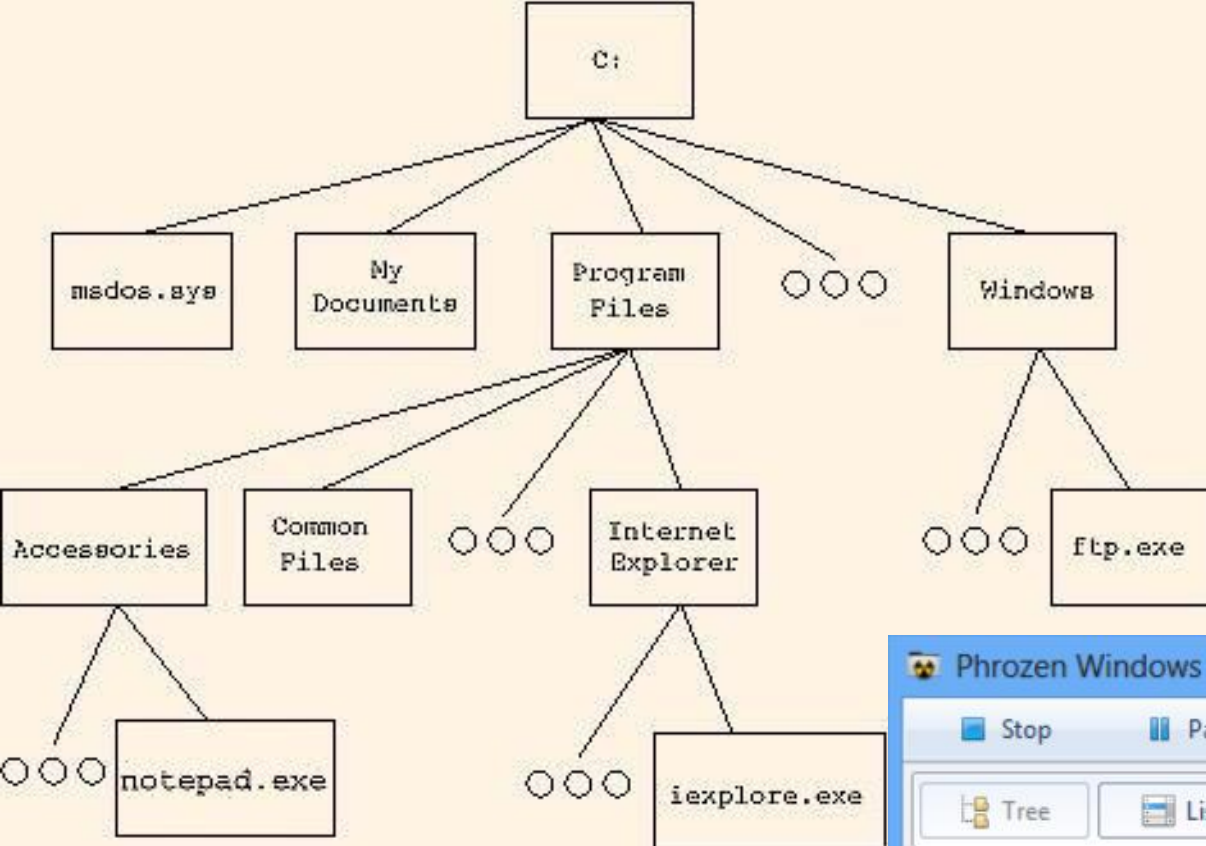 C:
msdos.sys
My
Documents
Program
Files
Windows
Accessories
Common
Files
Internet
Explorer
ftp.exe
notepad.exe
iexplore.exe
Phrozen Windows
Stop
Tree